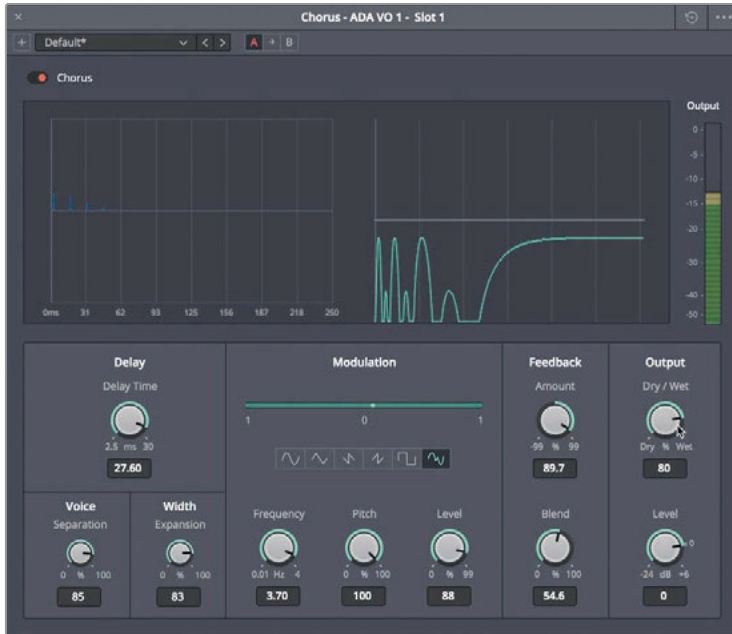 Chorus - ADA VO 1 - Slot 1
Default*
A
B
Chorus
Output
0
-5
-10
-15
-20
-30
-40
-50
0ms 31 62 93 125 156 187 218 250
Delay
Delay Time
2.5 ms 30
27.60
Modulation
1 0 1
Feedback
Amount
-99 % 99
89.7
Output
Dry / Wet
Dry % Wet
80
Voice
Separation
0 % 100
85
Width
Expansion
0 % 100
83
Frequency
0.01 Hz 4
3.70
Pitch
0 % 100
100
Level
0 % 99
88
Blend
0 % 100
54.6
Level
0
-24 dB +6
0